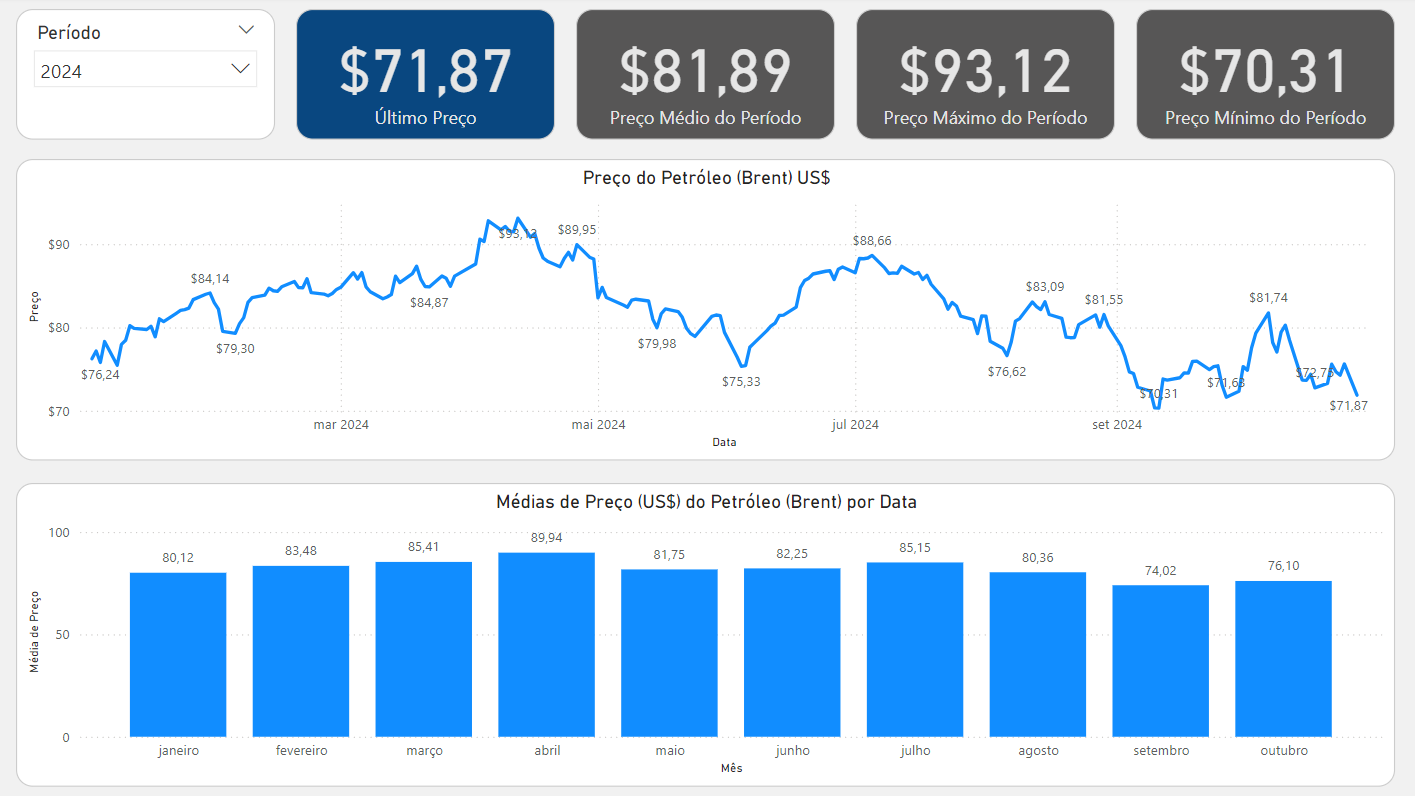 Período
2024
$71,87
Último Preço
$81,89
Preço Médio do Período
$93,12
Preço Máximo do Período
$70,31
Preço Mínimo do Período
Preço do Petróleo (Brent) US$
Preço
$90
$80
$70
$76,24
$84,14
$79,30
$84,87
$93,12
$89,95
$79,98
$75,33
$88,66
$76,62
$83,09
$81,55
$70,31
$71,63
$81,74
$72,75
$71,87
mar 2024
mai 2024
jul 2024
set 2024
Data
Médias de Preço (US$) do Petróleo (Brent) por Data
Média de Preço
100
50
0
80,12
83,48
85,41
89,94
81,75
82,25
85,15
80,36
74,02
76,10
janeiro
fevereiro
março
abril
maio
junho
julho
agosto
setembro
outubro
Mês